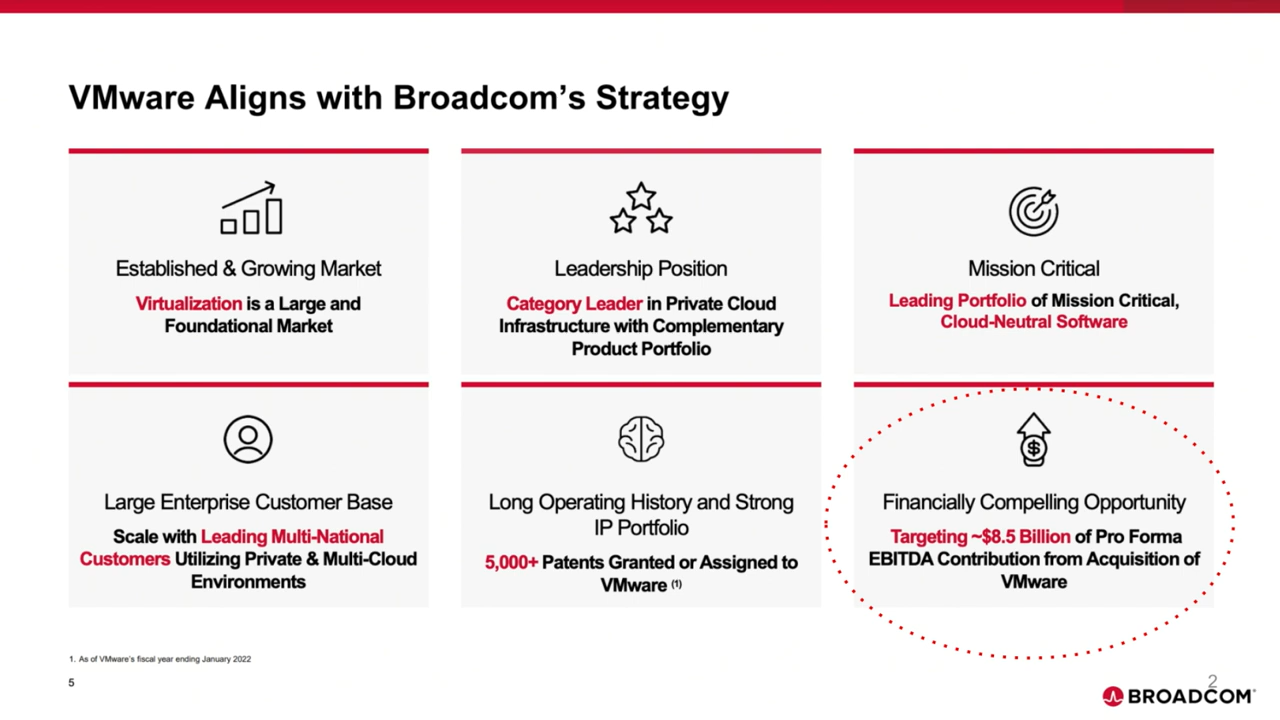 VMware Aligns with Broadcom's Strategy
Established & Growing Market
Virtualization is a Large and
Foundational Market
Leadership Position
Category Leader in Private Cloud
Infrastructure with Complementary
Product Portfolio
Mission Critical
Leading Portfolio of Mission Critical,
Cloud-Neutral Software
Large Enterprise Customer Base
Scale with Leading Multi-National
Customers Utilizing Private & Multi-Cloud
Environments
Long Operating History and Strong
IP Portfolio
5,000+ Patents Granted or Assigned to
VMware (1)
$
Financially Compelling Opportunity
Targeting ~$8.5 Billion of Pro Forma
EBITDA Contribution from Acquisition of
VMware
1. As of VMware's fiscal year ending January 2022
5
2
BROADCOM®